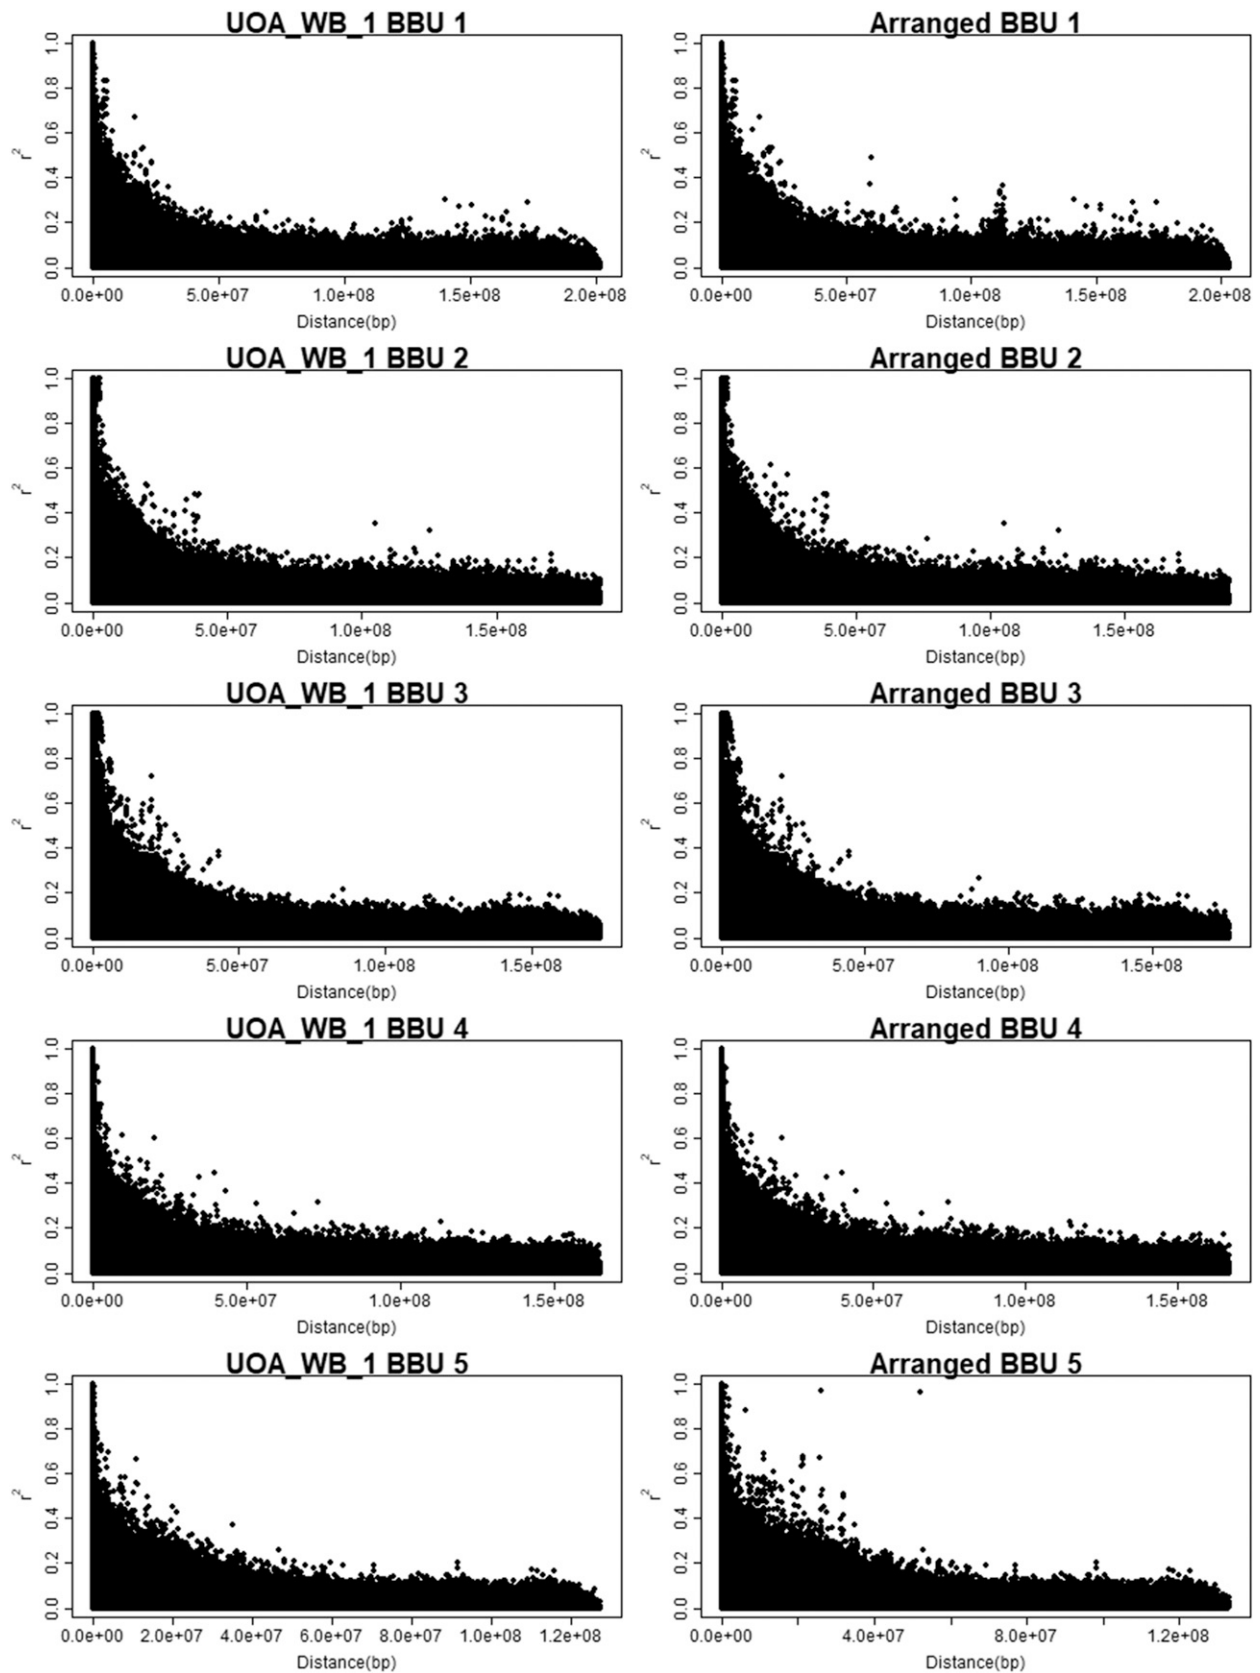 UOA_WB_1 BBU 1
Arranged BBU 1
r2
1.0
0.8
0.6
0.4
0.2
0.0
0.0e+00 5.0e+07 1.0e+08 1.5e+08 2.0e+08
Distance(bp)
r2
1.0
0.8
0.6
0.4
0.2
0.0
0.0e+00 5.0e+07 1.0e+08 1.5e+08 2.0e+08
Distance(bp)
UOA_WB_1 BBU 2
Arranged BBU 2
r2
1.0
0.8
0.6
0.4
0.2
0.0
0.0e+00 5.0e+07 1.0e+08 1.5e+08
Distance(bp)
r2
1.0
0.8
0.6
0.4
0.2
0.0
0.0e+00 5.0e+07 1.0e+08 1.5e+08
Distance(bp)
UOA_WB_1 BBU 3
Arranged BBU 3
r2
1.0
0.8
0.6
0.4
0.2
0.0
0.0e+00 5.0e+07 1.0e+08 1.5e+08
Distance(bp)
r2
1.0
0.8
0.6
0.4
0.2
0.0
0.0e+00 5.0e+07 1.0e+08 1.5e+08
Distance(bp)
UOA_WB_1 BBU 4
Arranged BBU 4
r2
1.0
0.8
0.6
0.4
0.2
0.0
0.0e+00 5.0e+07 1.0e+08 1.5e+08
Distance(bp)
r2
1.0
0.8
0.6
0.4
0.2
0.0
0.0e+00 5.0e+07 1.0e+08 1.5e+08
Distance(bp)
UOA_WB_1 BBU 5
Arranged BBU 5
r2
1.0
0.8
0.6
0.4
0.2
0.0
0.0e+00 2.0e+07 4.0e+07 6.0e+07 8.0e+07 1.0e+08 1.2e+08
Distance(bp)
r2
1.0
0.8
0.6
0.4
0.2
0.0
0.0e+00 4.0e+07 8.0e+07 1.2e+08
Distance(bp)